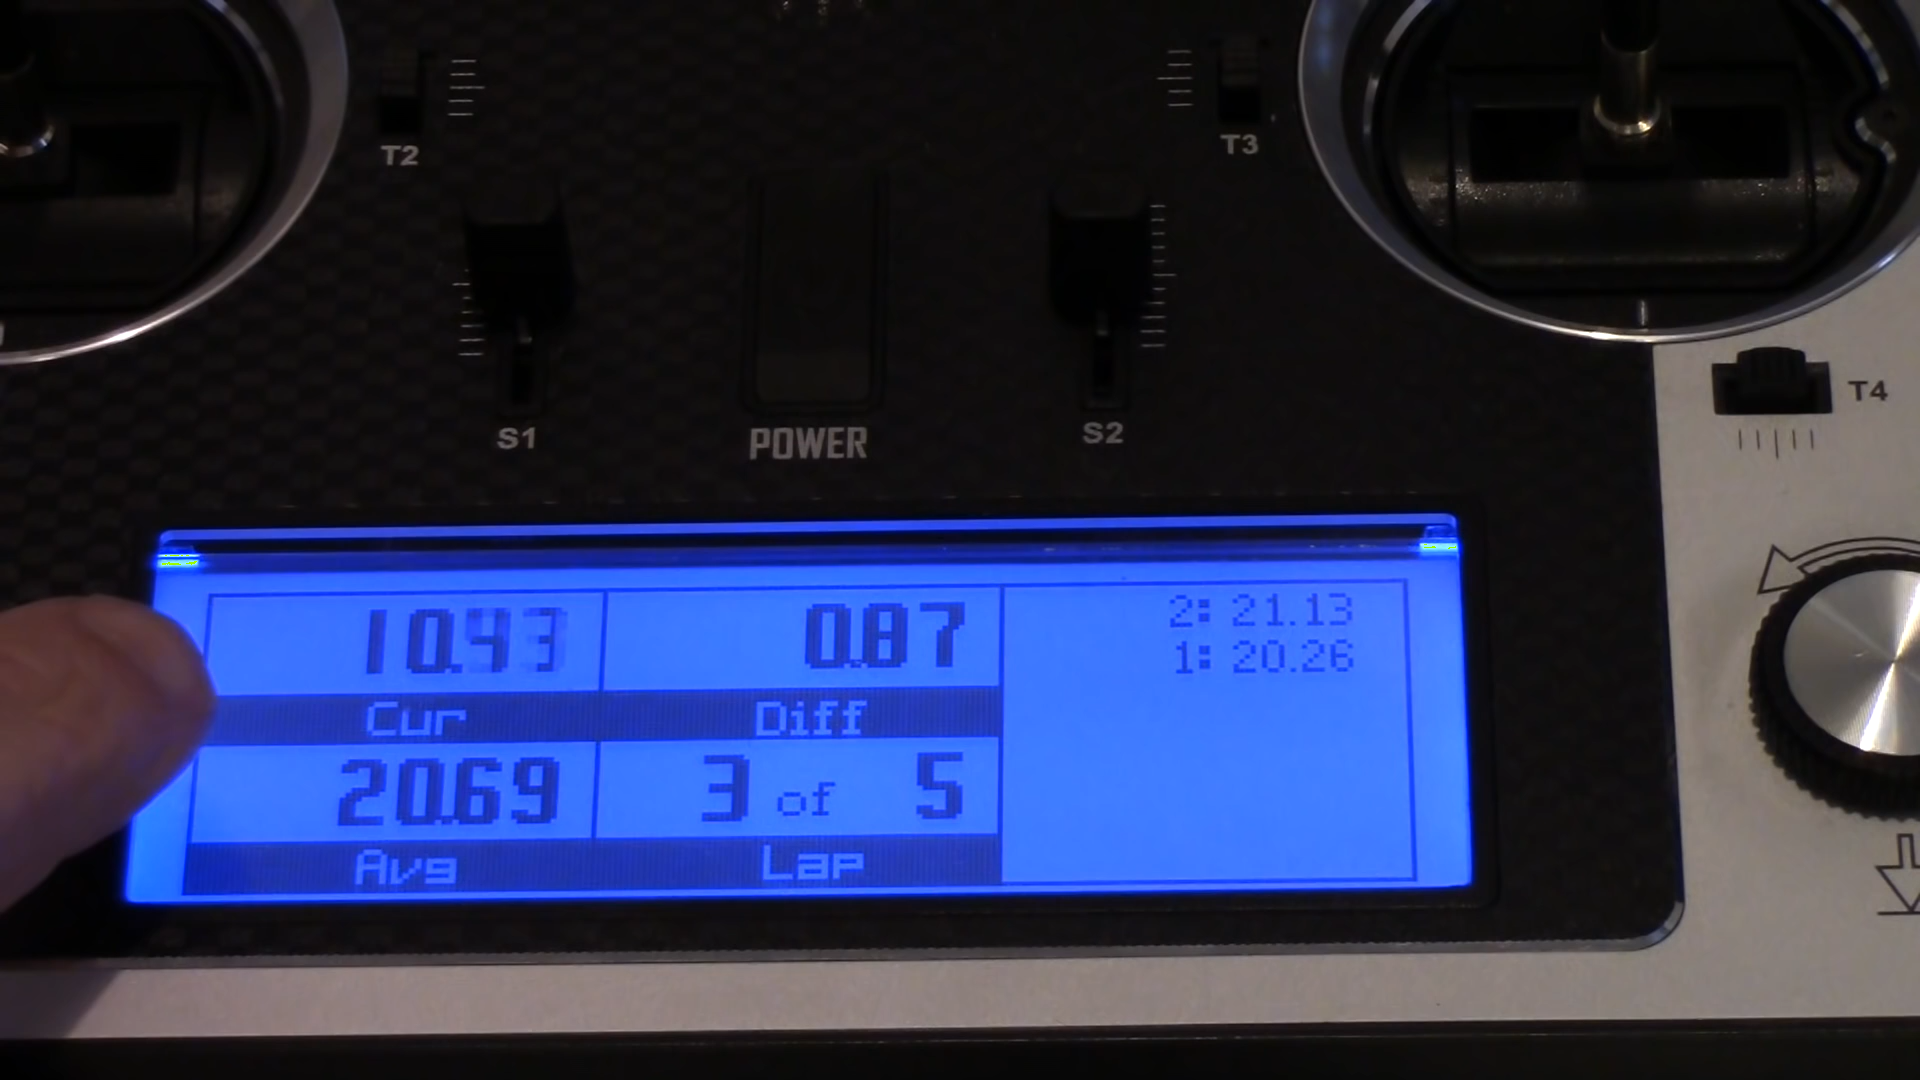 T2
T3
S1
POWER
S2
T4
10.43
0.87
2: 21.13
1: 20.26
Cur
Diff
20.69
3 of 5
Avg
Lap